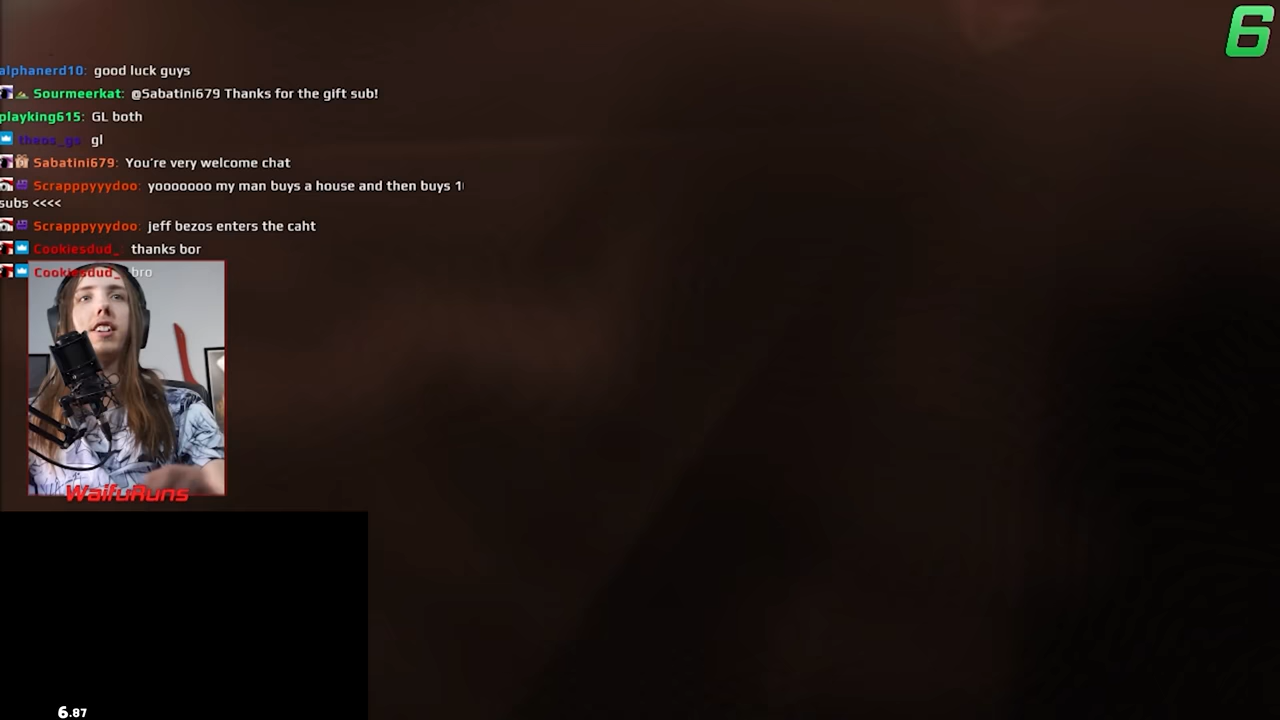 6
alphanerd10: good luck guys
Sourmeerkat: @Sabatini679 Thanks for the gift sub!
playking615: GL both
theos_gs gl
Sabatini679: You're very welcome chat
Scrapppyyydoo: yooooooo my man buys a house and then buys
subs <<<<
Scrapppyyydoo: jeff bezos enters the caht
Cookiesdud_: thanks bor
Cookiesdud_: bro
WaifuRuns
6.87